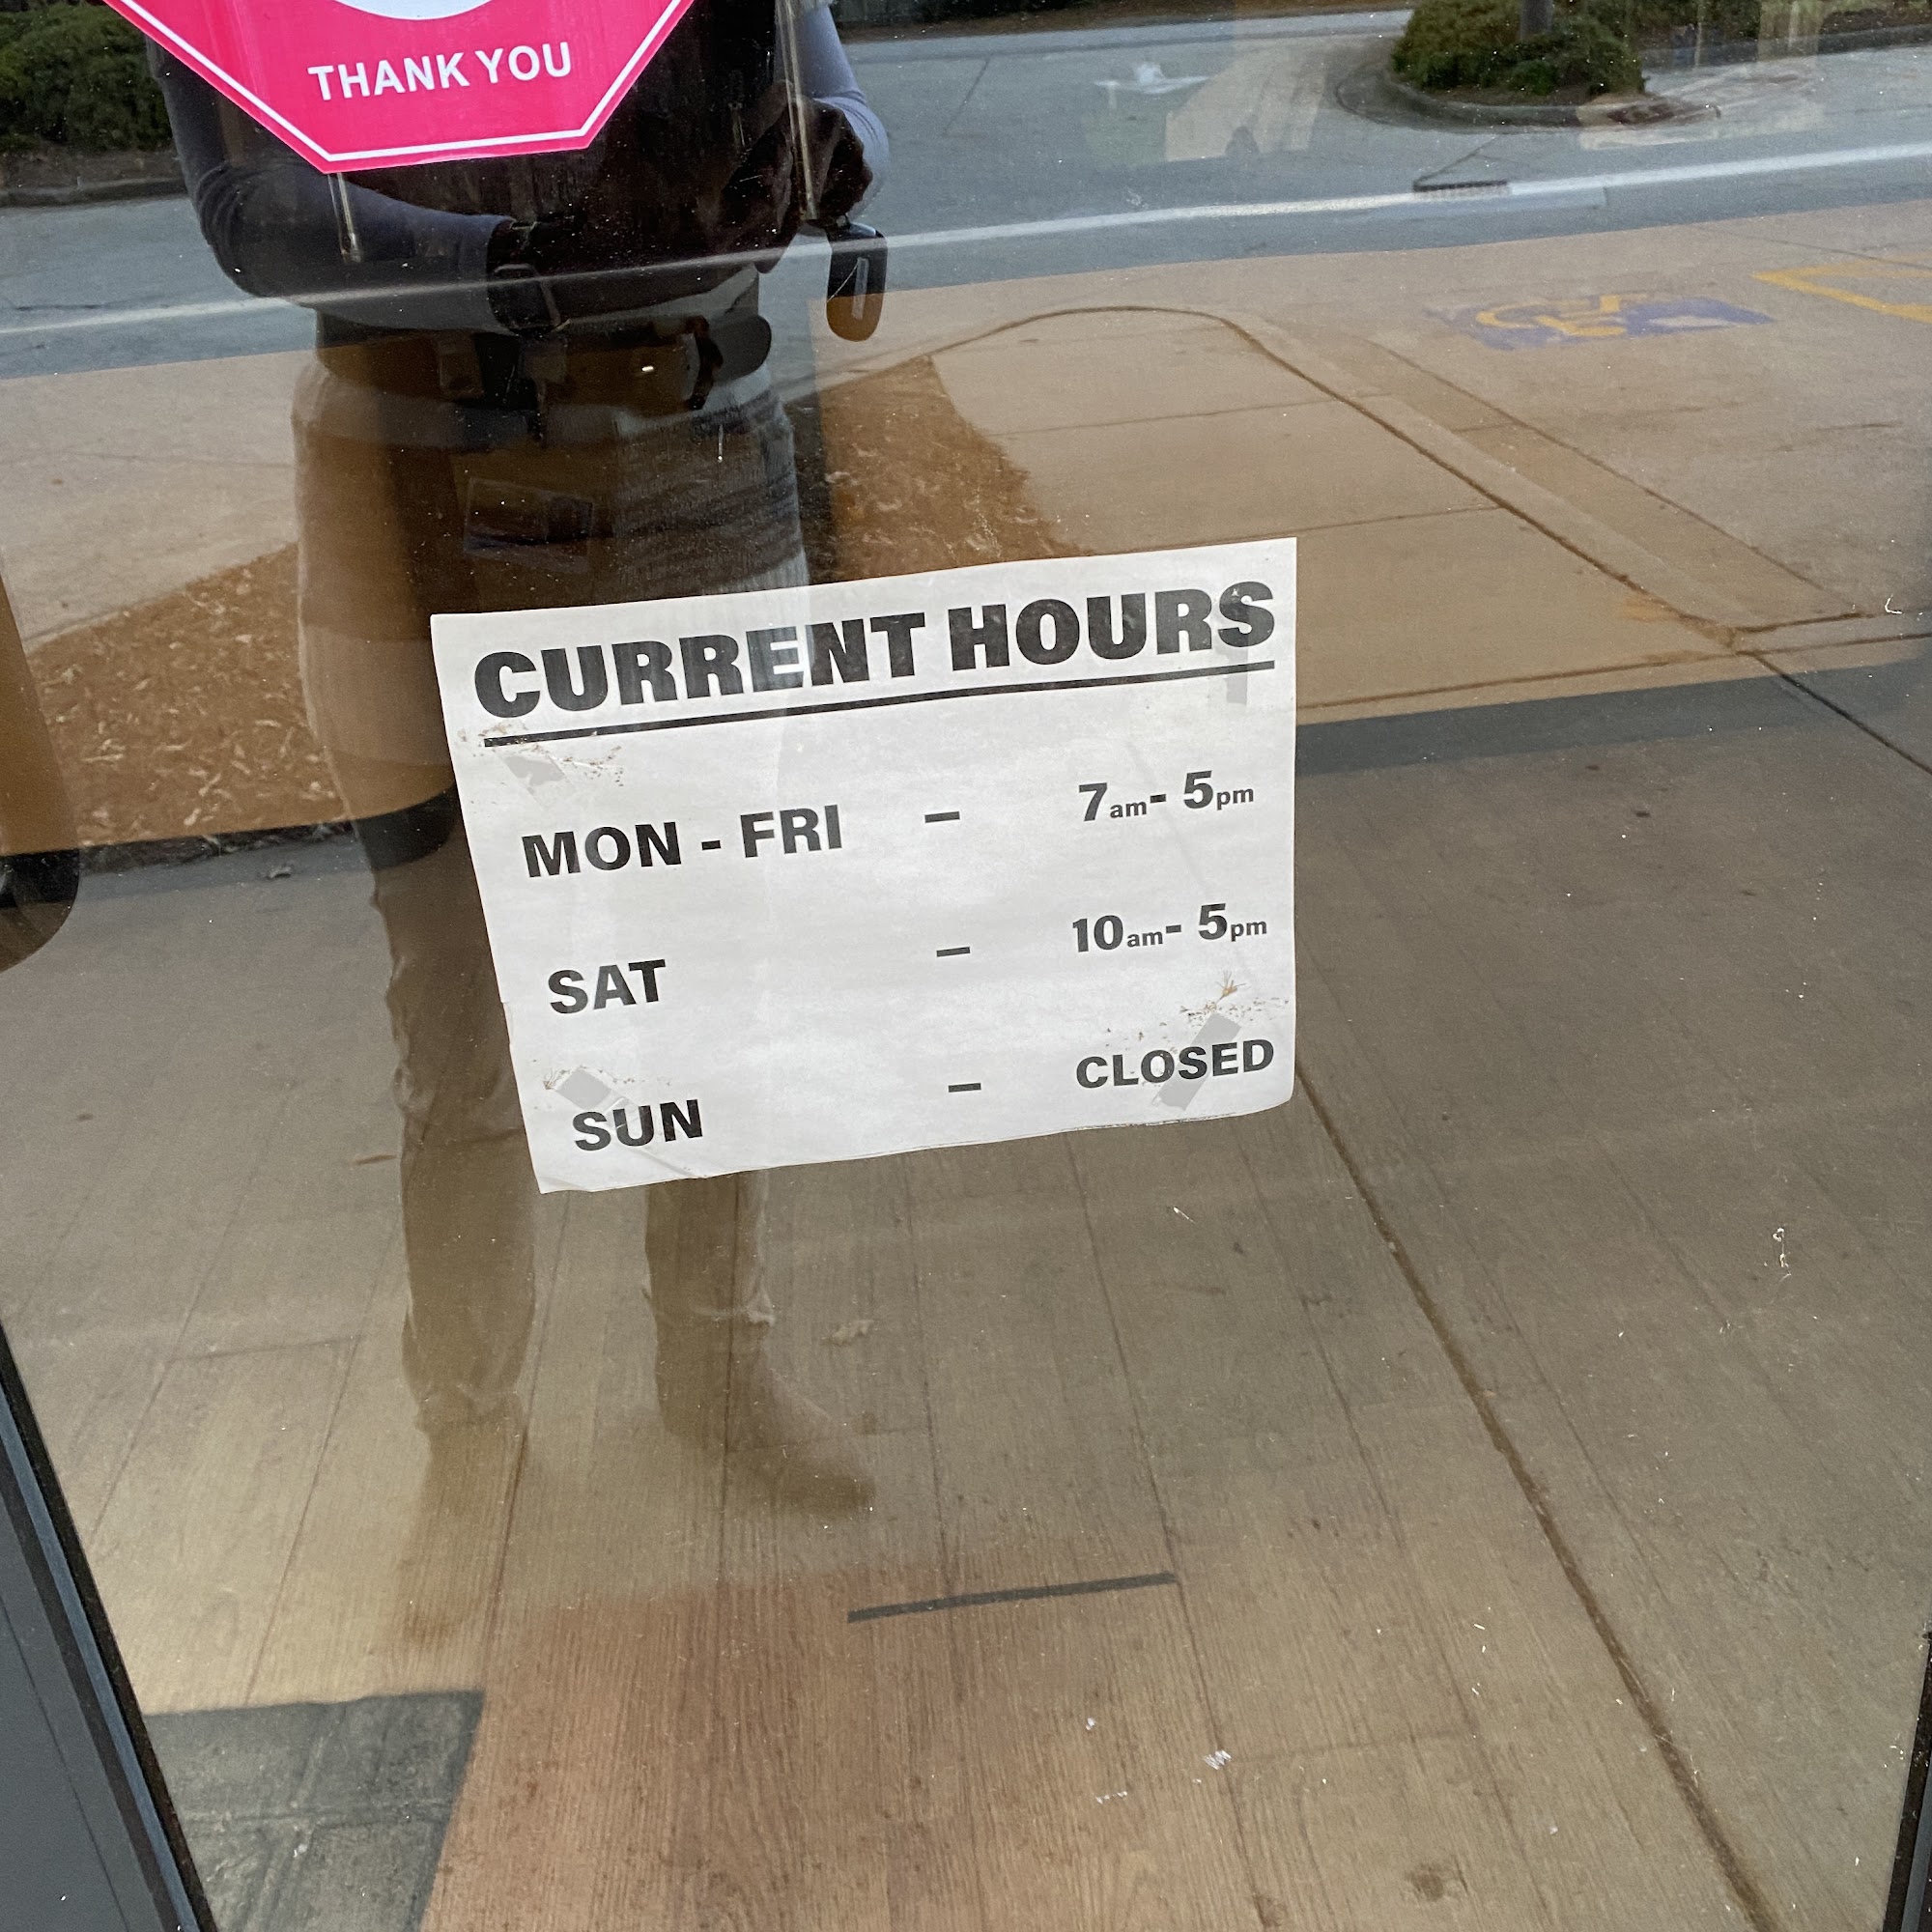 THANK YOU
CURRENT HOURS
MON - FRI – 7am- 5pm
SAT – 10am- 5pm
SUN – CLOSED